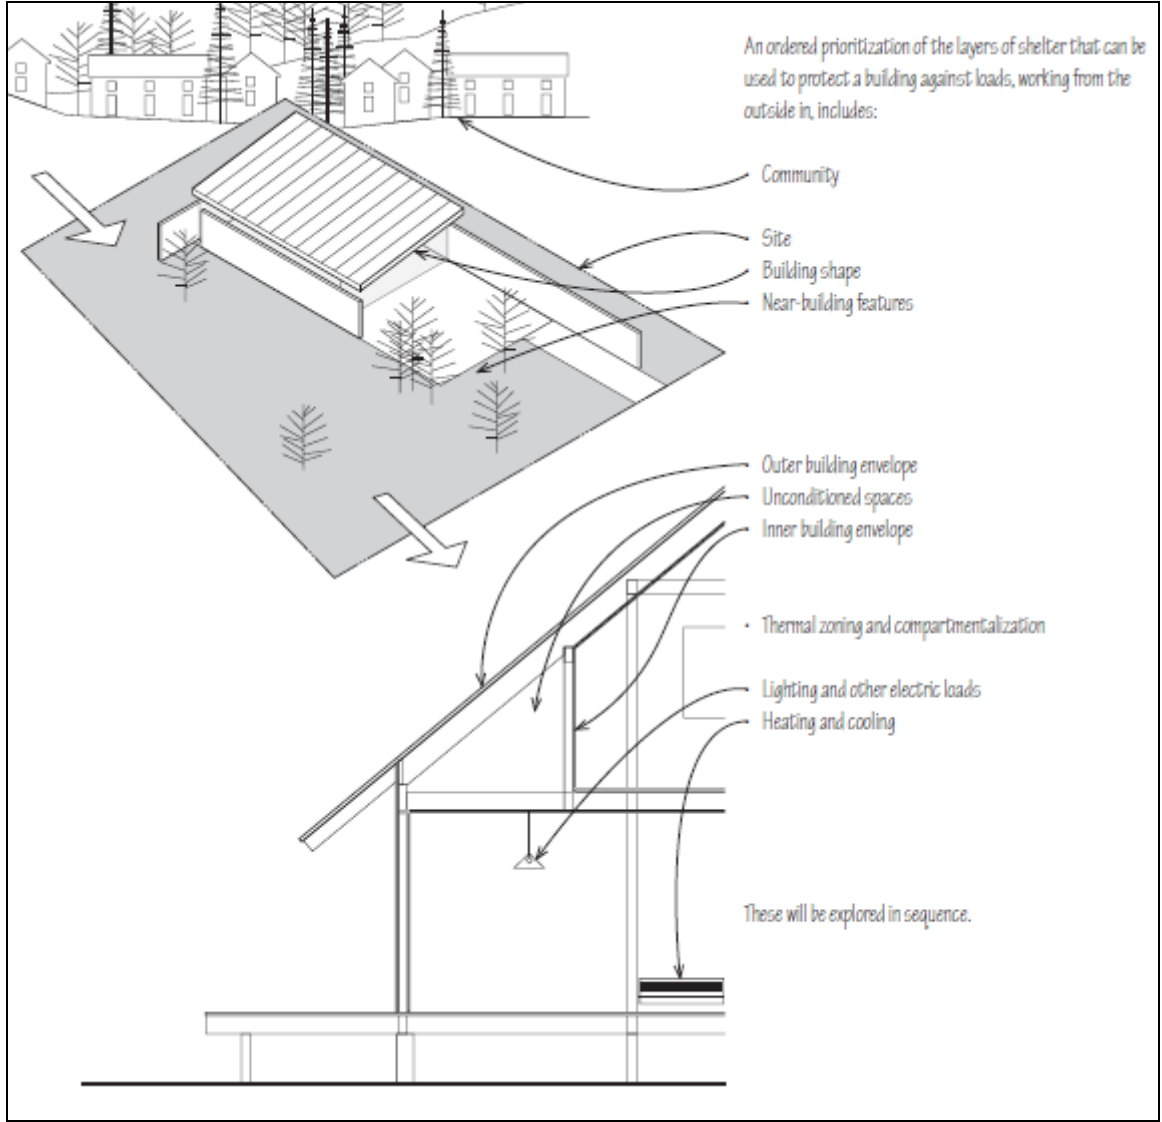 An ordered prioritization of the layers of shelter that can be
used to protect a building against loads, working from the
outside in, includes:
• Community
• Site
• Building shape
• Near-building features
• Outer building envelope
• Unconditioned spaces
• Inner building envelope
• Thermal zoning and compartmentalization
• Lighting and other electric loads
• Heating and cooling
These will be explored in sequence.